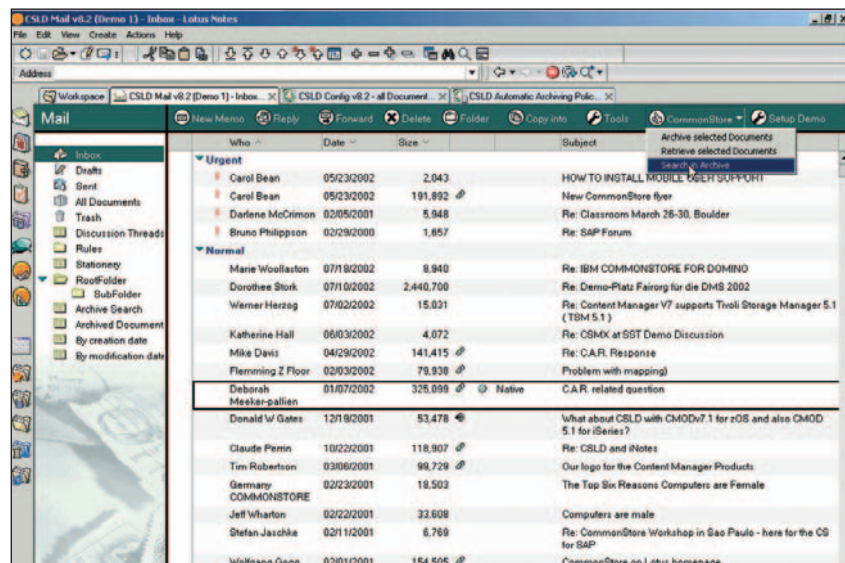 CSLD Mail v8.2 (Demo 1) - Inbox - Lotus Notes
File Edit View Create Actions Help
Address
Workspace CSLD Mail v8.2 (Demo 1) - Inbox... CSLD Config v8.2 - all Document... CSLD Automatic Archiving Polic...
Mail New Memo Reply Forward Delete Folder Copy into Tools CommonStore Setup Demo
Archive selected Documents
Retrieve selected Documents
Search in Archive
Inbox
Drafts
Sent
All Documents
Trash
Discussion Threads
Rules
Stationery
RootFolder
SubFolder
Archive Search
Archived Document
By creation date
By modification date
Who Date Size Subject
Urgent
Carol Bean 05/23/2002 2,043 HOW TO INSTALL MOBILE USER SUPPORT
Carol Bean 05/23/2002 191,892 New CommonStore flyer
Darlene McCrimon 02/05/2001 5,948 Re: Classroom March 26-30, Boulder
Bruno Philippson 02/29/2000 1,657 Re: SAP Forum
Normal
Marie Woollaston 07/18/2002 8,940 Re: IBM COMMONSTORE FOR DOMINO
Dorothee Stork 07/10/2002 2,440,700 Re: Demo-Platz Fairorg für die DMS 2002
Werner Herzog 07/02/2002 15,031 Re: Content Manager V7 supports Tivoli Storage Manager 5.1
(TSM 5.1)
Katherine Hall 06/03/2002 4,072 Re: CSMX at SST Demo Discussion
Mike Davis 04/29/2002 141,415 Re: C.A.R. Response
Flemming Z Floor 02/03/2002 79,938 Problem with mapping)
Deborah 01/07/2002 325,099 Native C.A.R. related question
Meeker-pallien
Donald W Gates 12/19/2001 53,478 What about CSLD with CMODv7.1 for zOS and also CMOD
5.1 for iSeries?
Claude Perrin 10/22/2001 118,907 Re: CSLD and iNotes
Tim Robertson 03/06/2001 99,729 Our logo for the Content Manager Products
Germany 02/23/2001 18,503 The Top Six Reasons Computers are Female
COMMONSTORE
Jeff Wharton 02/22/2001 33,608 Computers are male
Stefan Jaschke 02/11/2001 6,769 Re: CommonStore Workshop in Sao Paulo - here for the CS
for SAP
Wolfgang 02/01/2001 154,505 CommonStore on Lotus homepage